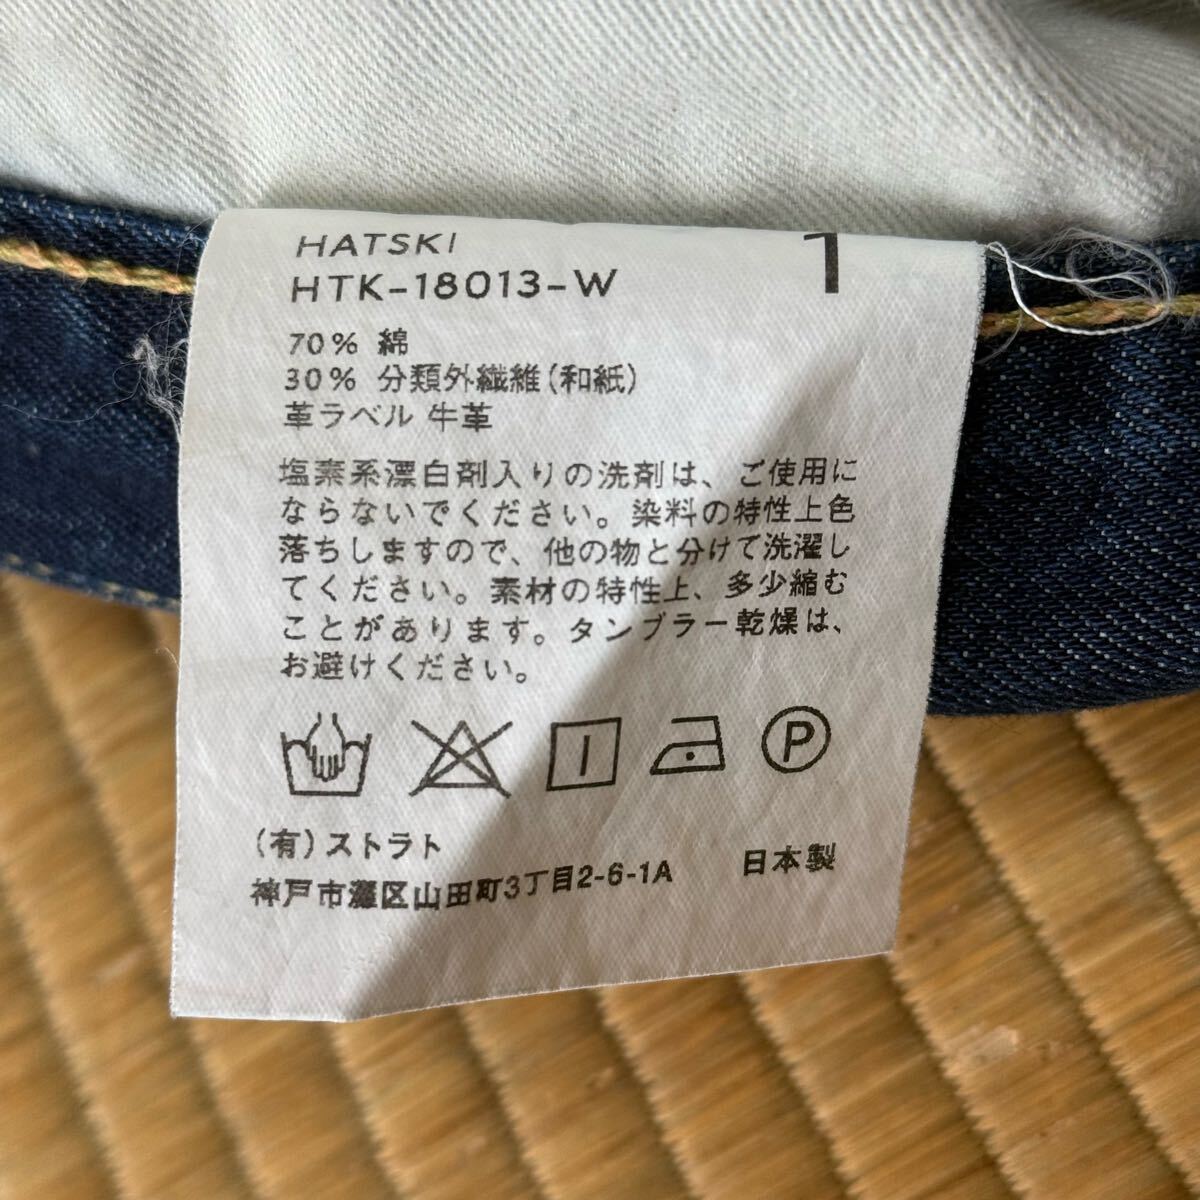 HATSKI
1
HTK-18013-W
70% 綿
30% 分類外繊維(和紙)
革ラベル 牛革
塩素系漂白剤入りの洗剤は、ご使用に
ならないでください。染料の特性上色
落ちしますので、他の物と分けて洗濯し
てください。素材の特性上、多少縮む
ことがあります。タンブラー乾燥は、
お避けください。
P
(有)ストラト
神戸市灘区山田町3丁目2-6-1A
日本製